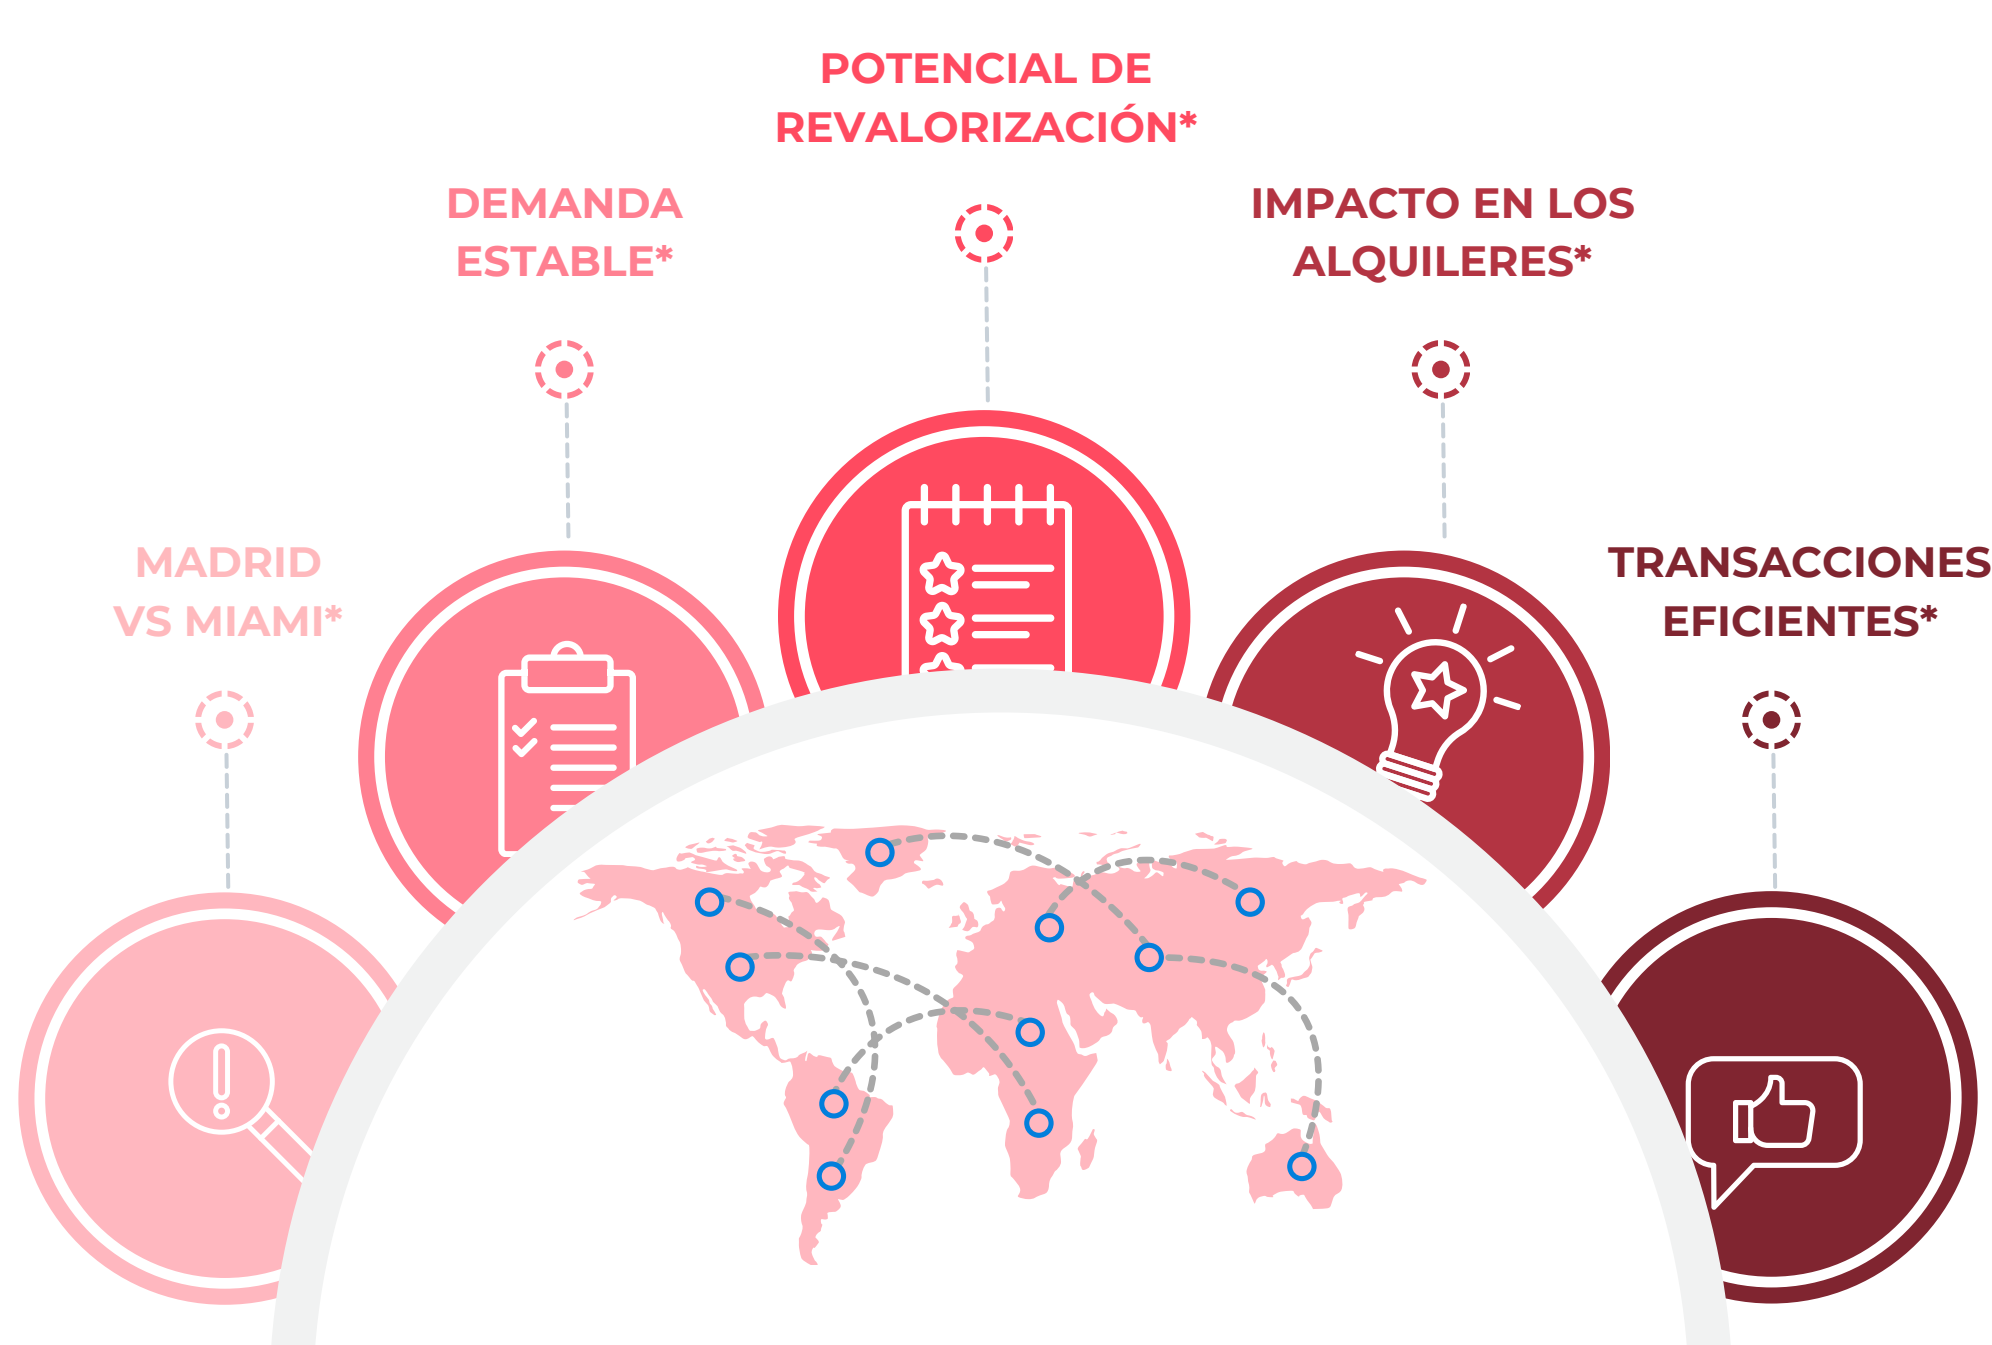 POTENCIAL DE
REVALORIZACIÓN*
DEMANDA
ESTABLE*
IMPACTO EN LOS
ALQUILERES*
MADRID
VS MIAMI*
TRANSACCIONES
EFICIENTES*